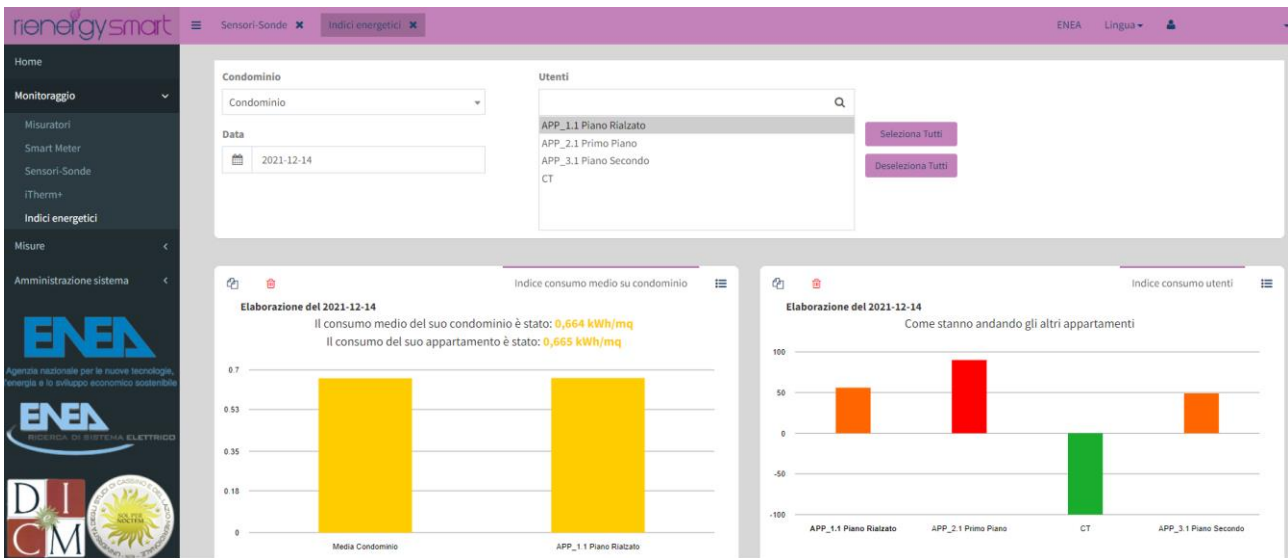 rienergysmart
Sensori-Sonde ✖
Indici energetici ✖
ENEA
Lingua
Home
Monitoraggio
Misuratori
Smart Meter
Sensori-Sonde
iTherm+
Indici energetici
Misure
Amministrazione sistema
ENEA
Agenzia nazionale per le nuove tecnologie,
l'energia e lo sviluppo economico sostenibile
ENEA
RICERCA DI SISTEMA ELETTRICO
DICM
SOL PER
NOCTEM
Condominio
Condominio
Data
2021-12-14
Utenti
APP_1.1 Piano Rialzato
APP_2.1 Primo Piano
APP_3.1 Piano Secondo
CT
Seleziona Tutti
Deseleziona Tutti
Indice consumo medio su condominio
Elaborazione del 2021-12-14
Il consumo medio del suo condominio è stato: 0,664 kWh/mq
Il consumo del suo appartamento è stato: 0,665 kWh/mq
0.7
0.53
0.35
0.18
0
Media Condominio
APP_1.1 Piano Rialzato
Indice consumo utenti
Elaborazione del 2021-12-14
Come stanno andando gli altri appartamenti
100
50
0
-50
-100
APP_1.1 Piano Rialzato
APP_2.1 Primo Piano
CT
APP_3.1 Piano Secondo